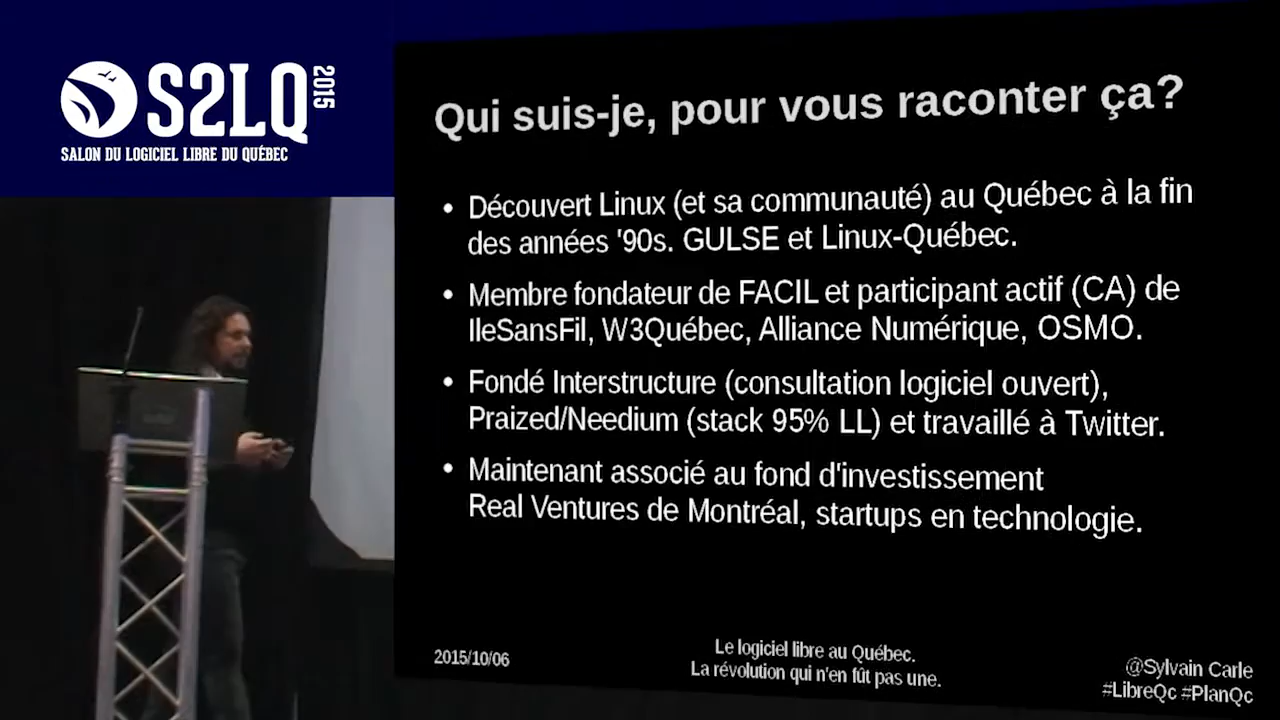 S2LQ 2015
SALON DU LOGICIEL LIBRE DU QUÉBEC
Qui suis-je, pour vous raconter ça?
• Découvert Linux (et sa communauté) au Québec à la fin
des années '90s. GULSE et Linux-Québec.
• Membre fondateur de FACIL et participant actif (CA) de
IleSansFil, W3Québec, Alliance Numérique, OSMO.
• Fondé Interstructure (consultation logiciel ouvert),
Praized/Needium (stack 95% LL) et travaillé à Twitter.
• Maintenant associé au fond d'investissement
Real Ventures de Montréal, startups en technologie.
2015/10/06
Le logiciel libre au Québec.
La révolution qui n'en fût pas une.
@Sylvain Carle
#LibreQc #PlanQc